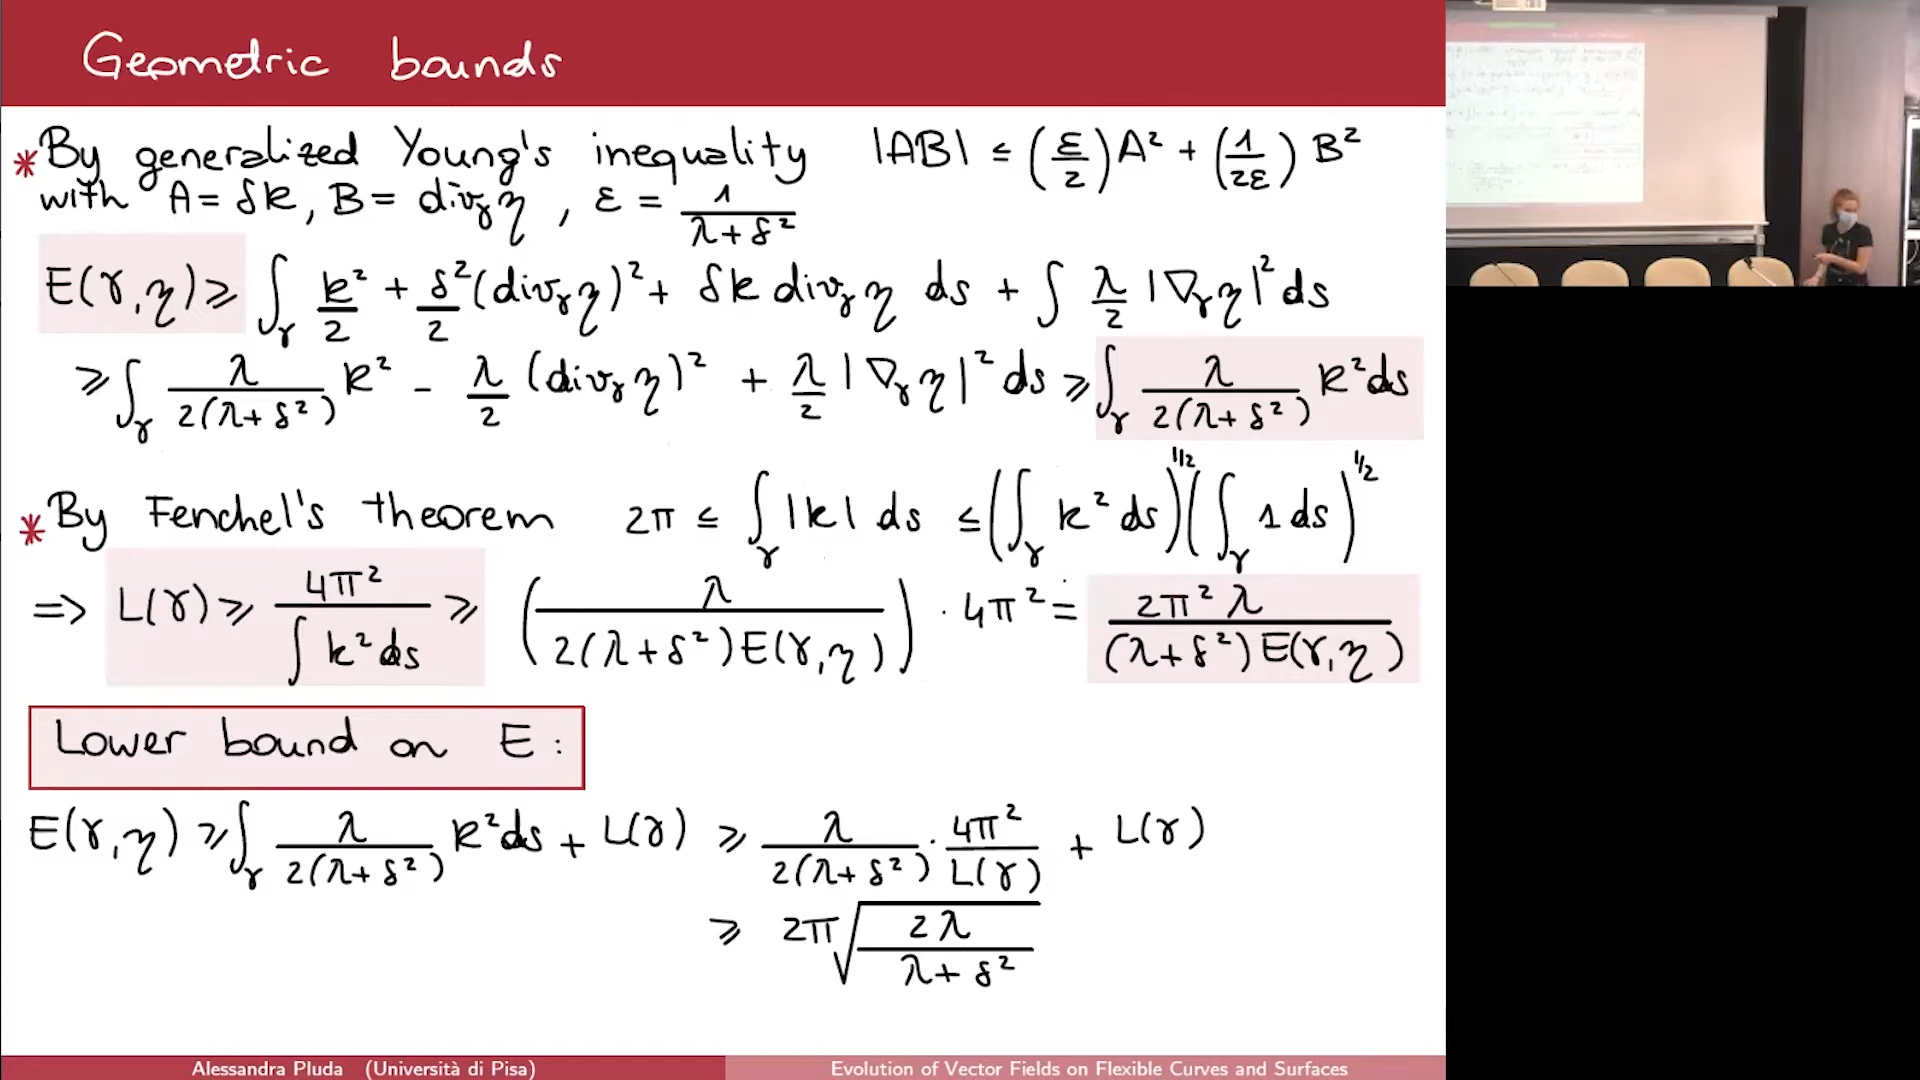 Geometric bounds
* By generalized Young's inequality |AB| ≤ (ε/2) A² + (1/2ε) B²
with A = δk, B = div_γ η, ε = 1/(λ+δ²)
E(γ,η) ≥ ∫_γ k²/2 + δ²/2 (div_γ η)² + δk div_γ η ds + ∫ λ/2 |∇_γ η|² ds
≥ ∫_γ λ/(2(λ+δ²)) k² - λ/2 (div_γ η)² + λ/2 |∇_γ η|² ds ≥ ∫_γ λ/(2(λ+δ²)) k² ds
* By Fenchel's theorem 2π ≤ ∫_γ |k| ds ≤ (∫_γ k² ds)^1/2 (∫_γ 1 ds)^1/2
=> L(γ) ≥ 4π²/∫ k² ds ≥ (λ/(2(λ+δ²)E(γ,η))) · 4π² = 2π²λ/((λ+δ²)E(γ,η))
Lower bound on E :
E(γ,η) ≥ ∫_γ λ/(2(λ+δ²)) k² ds + L(γ) ≥ λ/(2(λ+δ²)) · 4π²/L(γ) + L(γ)
≥ 2π √(2λ/(λ+δ²))
Alessandra Pluda (Università di Pisa)
Evolution of Vector Fields on Flexible Curves and Surfaces